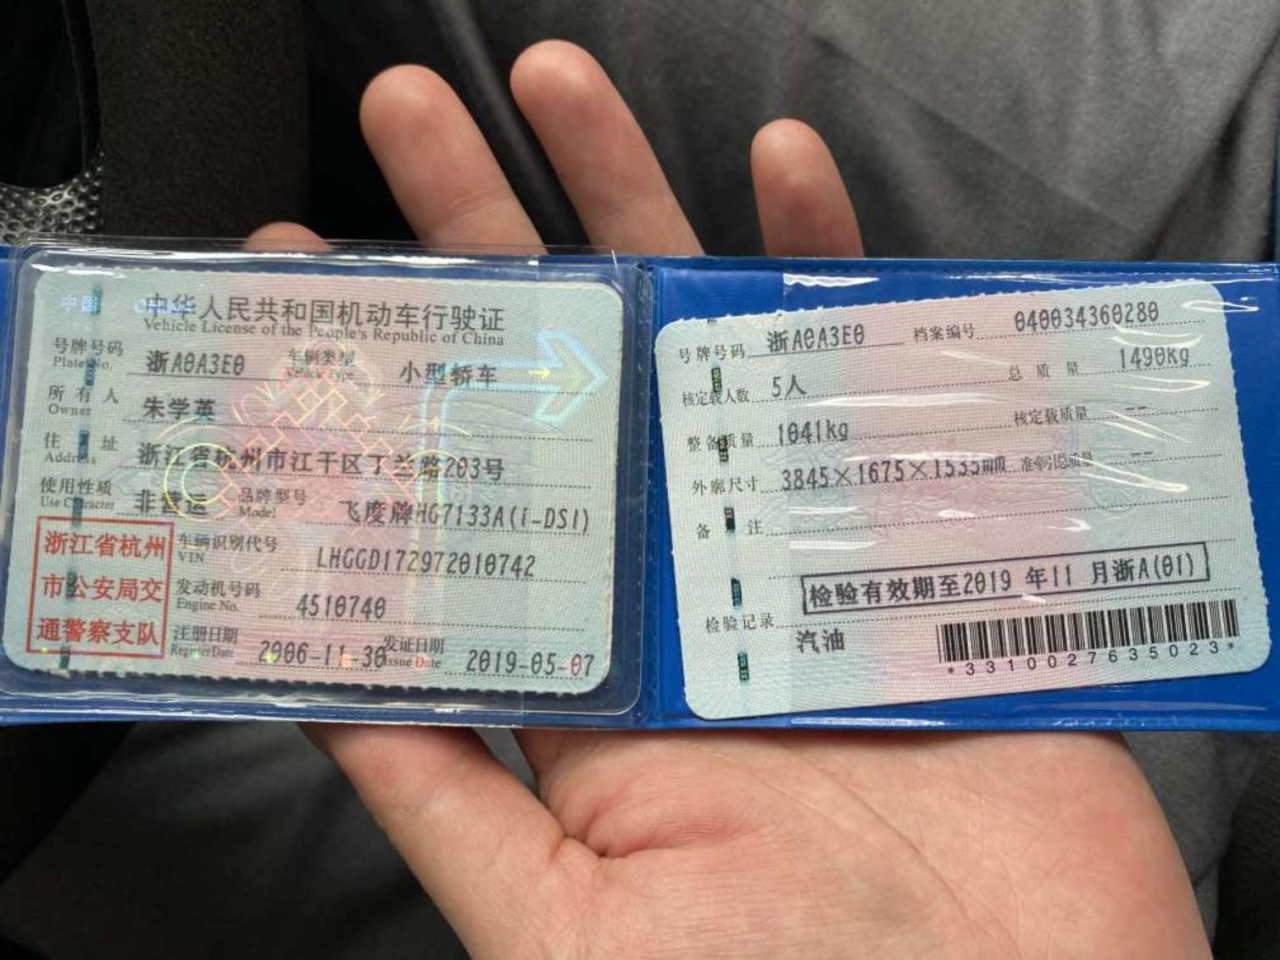 中国
中华人民共和国机动车行驶证
Vehicle License of the People's Republic of China
号牌号码 浙A0A3E0 车辆类型 小型轿车
Plate No. Vehicle Type
所有人 朱学英
Owner
住址 浙江省杭州市江干区丁兰路203号
Address
使用性质 非营运 品牌型号 飞度牌HG7133A(i-DSI)
Use Character Model
浙江省杭州
市公安局交
通警察支队
车辆识别代号 LHGGD172972010742
VIN
发动机号码 4510740
Engine No.
注册日期 2006-11-30 发证日期 2019-05-07
Register Date Issue Date
号牌号码 浙A0A3E0 档案编号 040034360280
核定载人数 5人 总质量 1490kg
整备质量 1041kg 核定载质量 --
外廓尺寸 3845×1675×1535mm 准牵引总质量 --
备注
检验有效期至2019 年11 月浙A(01)
检验记录
汽油
*3310027635023*